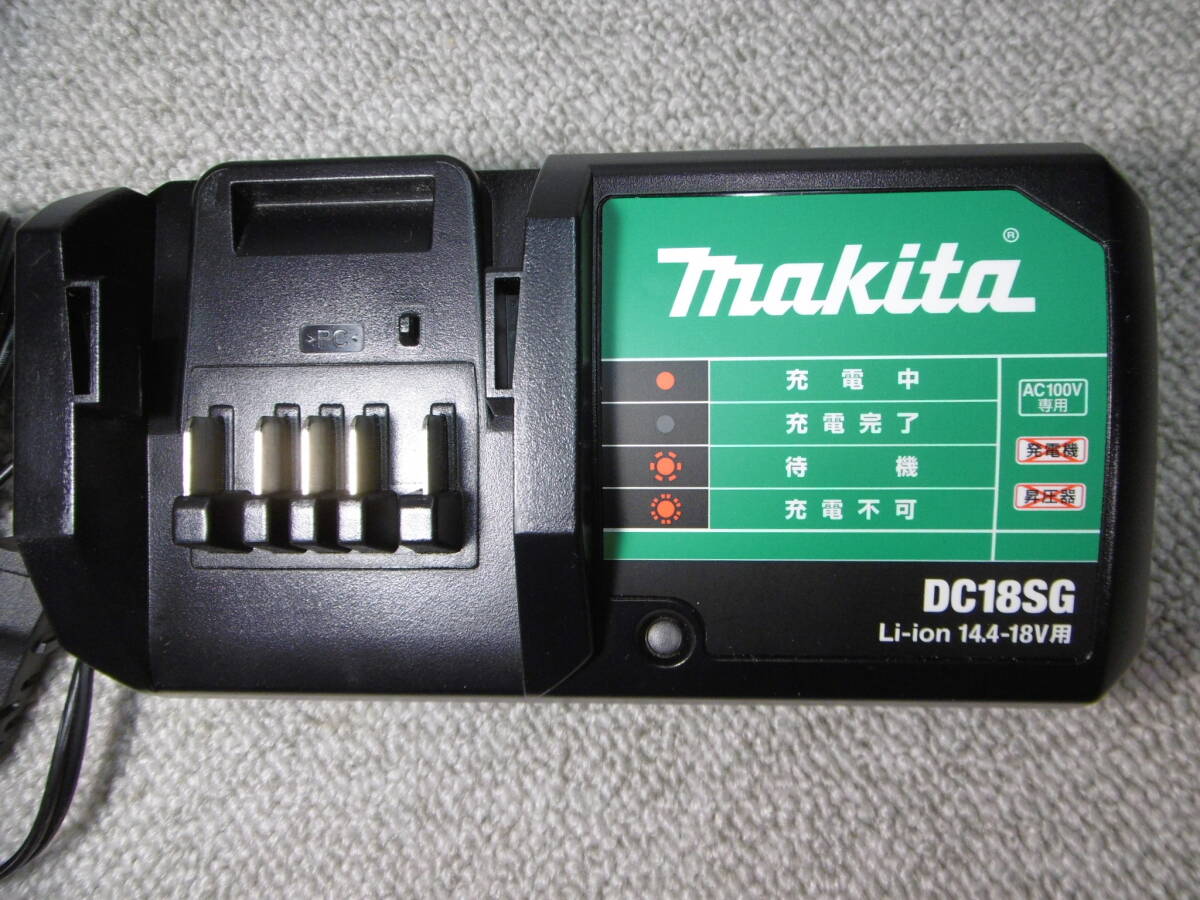 makita®
充電中
充電完了
待機
充電不可
AC100V
専用
発電機
昇圧器
>PC<
DC18SG
Li-ion 14.4-18V用